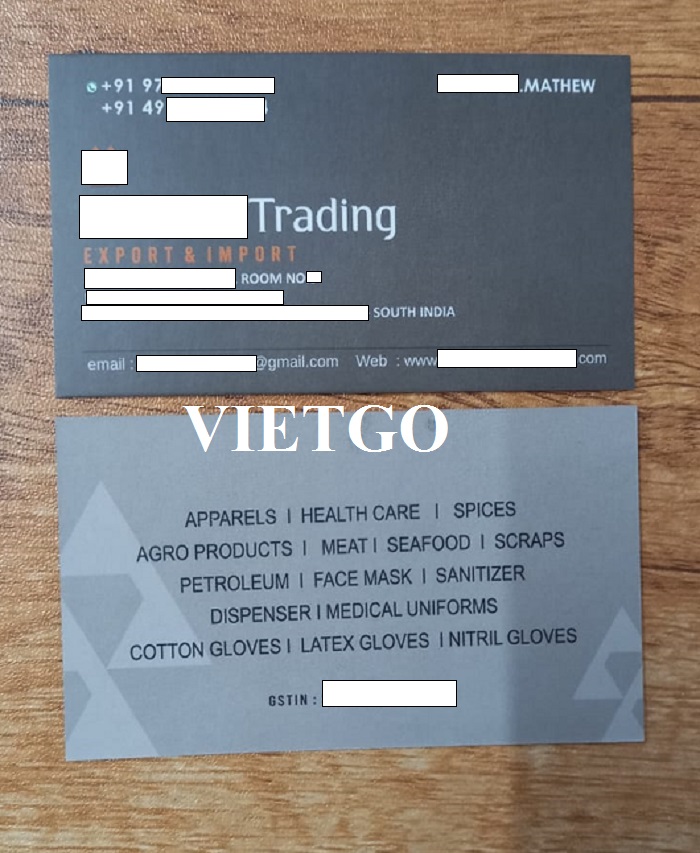 +91 97
.MATHEW
+91 49
Trading
EXPORT & IMPORT
ROOM NO
SOUTH INDIA
email : @gmail.com Web : www .com
VIETGO
APPARELS I HEALTH CARE I SPICES
AGRO PRODUCTS I MEAT I SEAFOOD I SCRAPS
PETROLEUM I FACE MASK I SANITIZER
DISPENSER I MEDICAL UNIFORMS
COTTON GLOVES I LATEX GLOVES I NITRIL GLOVES
GSTIN :